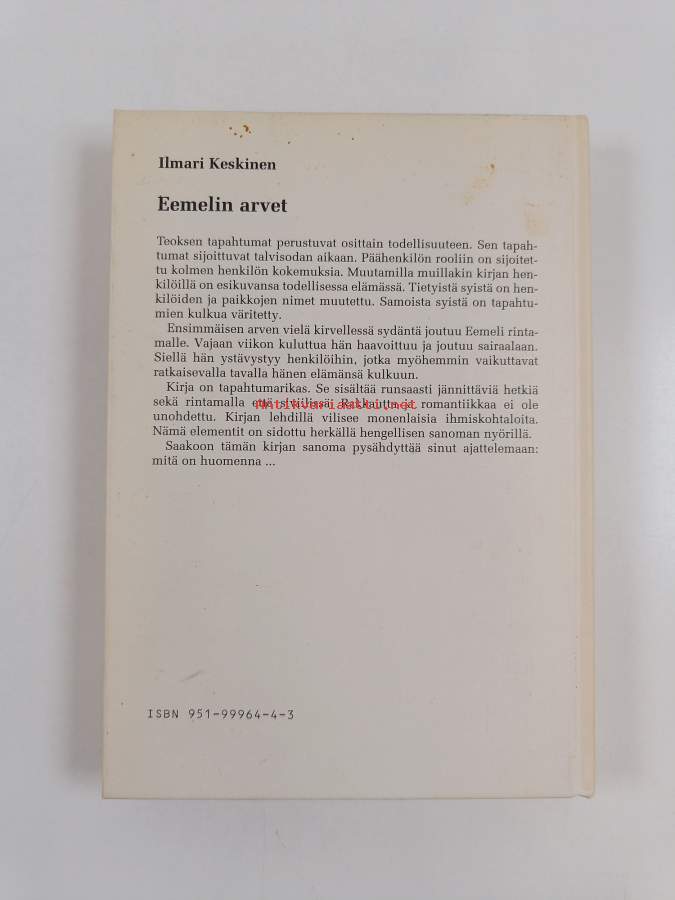 Ilmari Keskinen
Eemelin arvet
Teoksen tapahtumat perustuvat osittain todellisuuteen. Sen tapah-
tumat sijoittuvat talvisodan aikaan. Päähenkilön rooliin on sijoitet-
tu kolmen henkilön kokemuksia. Muutamilla muillakin kirjan hen-
kilöillä on esikuvansa todellisessa elämässä. Tietyistä syistä on hen-
kilöiden ja paikkojen nimet muutettu. Samoista syistä on tapahtu-
mien kulkua väritetty.
Ensimmäisen arven vielä kirvellessä sydäntä joutuu Eemeli rinta-
malle. Vajaan viikon kuluttua hän haavoittuu ja joutuu sairaalaan.
Siellä hän ystävystyy henkilöihin, jotka myöhemmin vaikuttavat
ratkaisevalla tavalla hänen elämänsä kulkuun.
Kirja on tapahtumarikas. Se sisältää runsaasti jännittäviä hetkiä
sekä rintamalla että siviilissä. Rakkautta ja romantiikkaa ei ole
Antikvariaatti.net
unohdettu. Kirjan lehdillä vilisee monenlaisia ihmiskohtaloita.
Nämä elementit on sidottu herkällä hengellisen sanoman nyörillä.
Saakoon tämän kirjan sanoma pysähdyttää sinut ajattelemaan:
mitä on huomenna ...
ISBN 951-99964-4-3